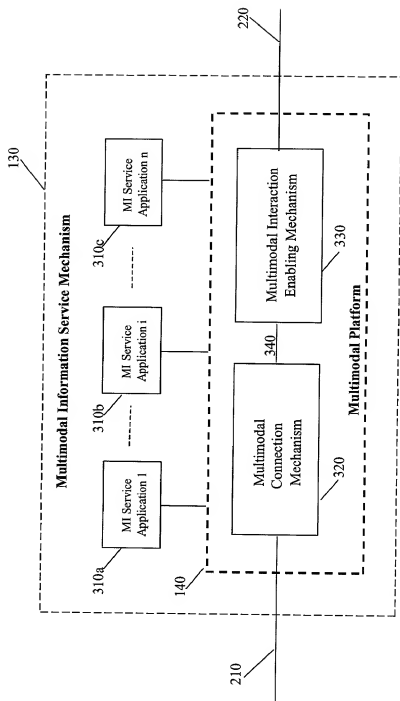 130
Multimodal Information Service Mechanism
MI Service
Application 1
310a
MI Service
Application i
310b
MI Service
Application n
310c
140
Multimodal
Connection
Mechanism
320
340
Multimodal Interaction
Enabling Mechanism
330
Multimodal Platform
210
220